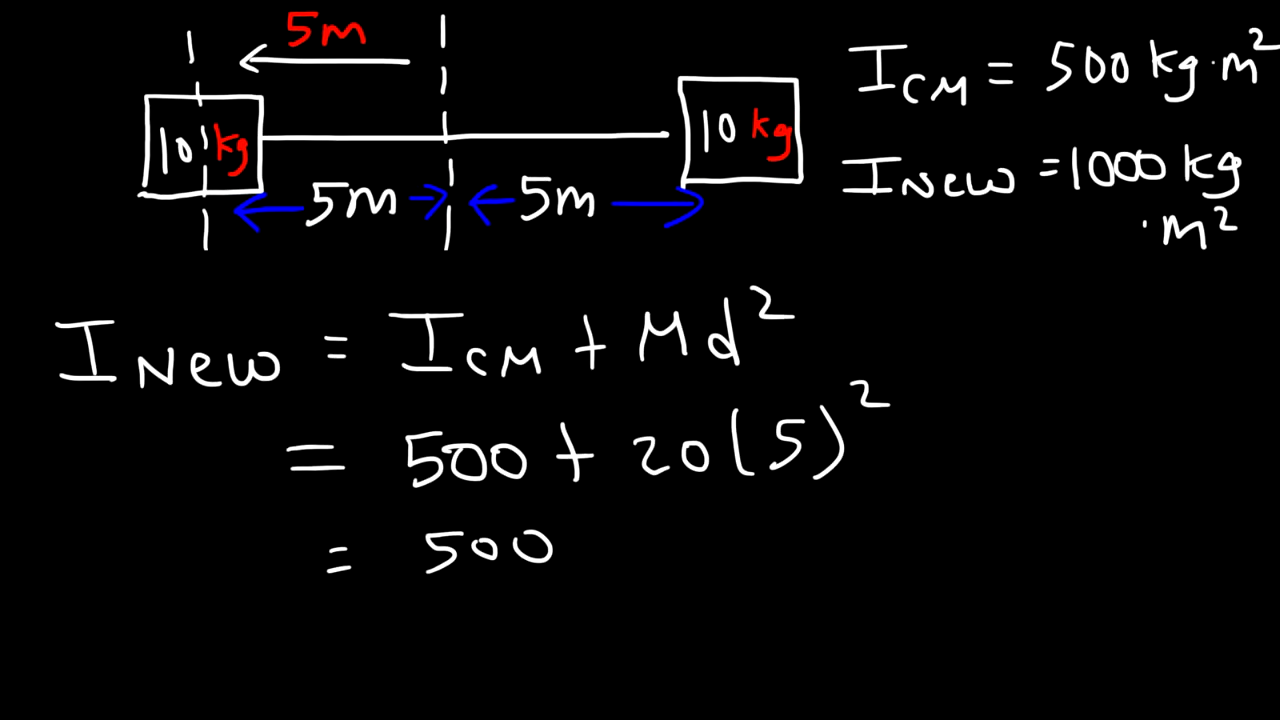 5m
10 kg
10 kg
5m
5m
I_CM = 500 kg·m²
I_New = 1000 kg
·m²
I_New = I_CM + Md²
= 500 + 20(5)²
= 500